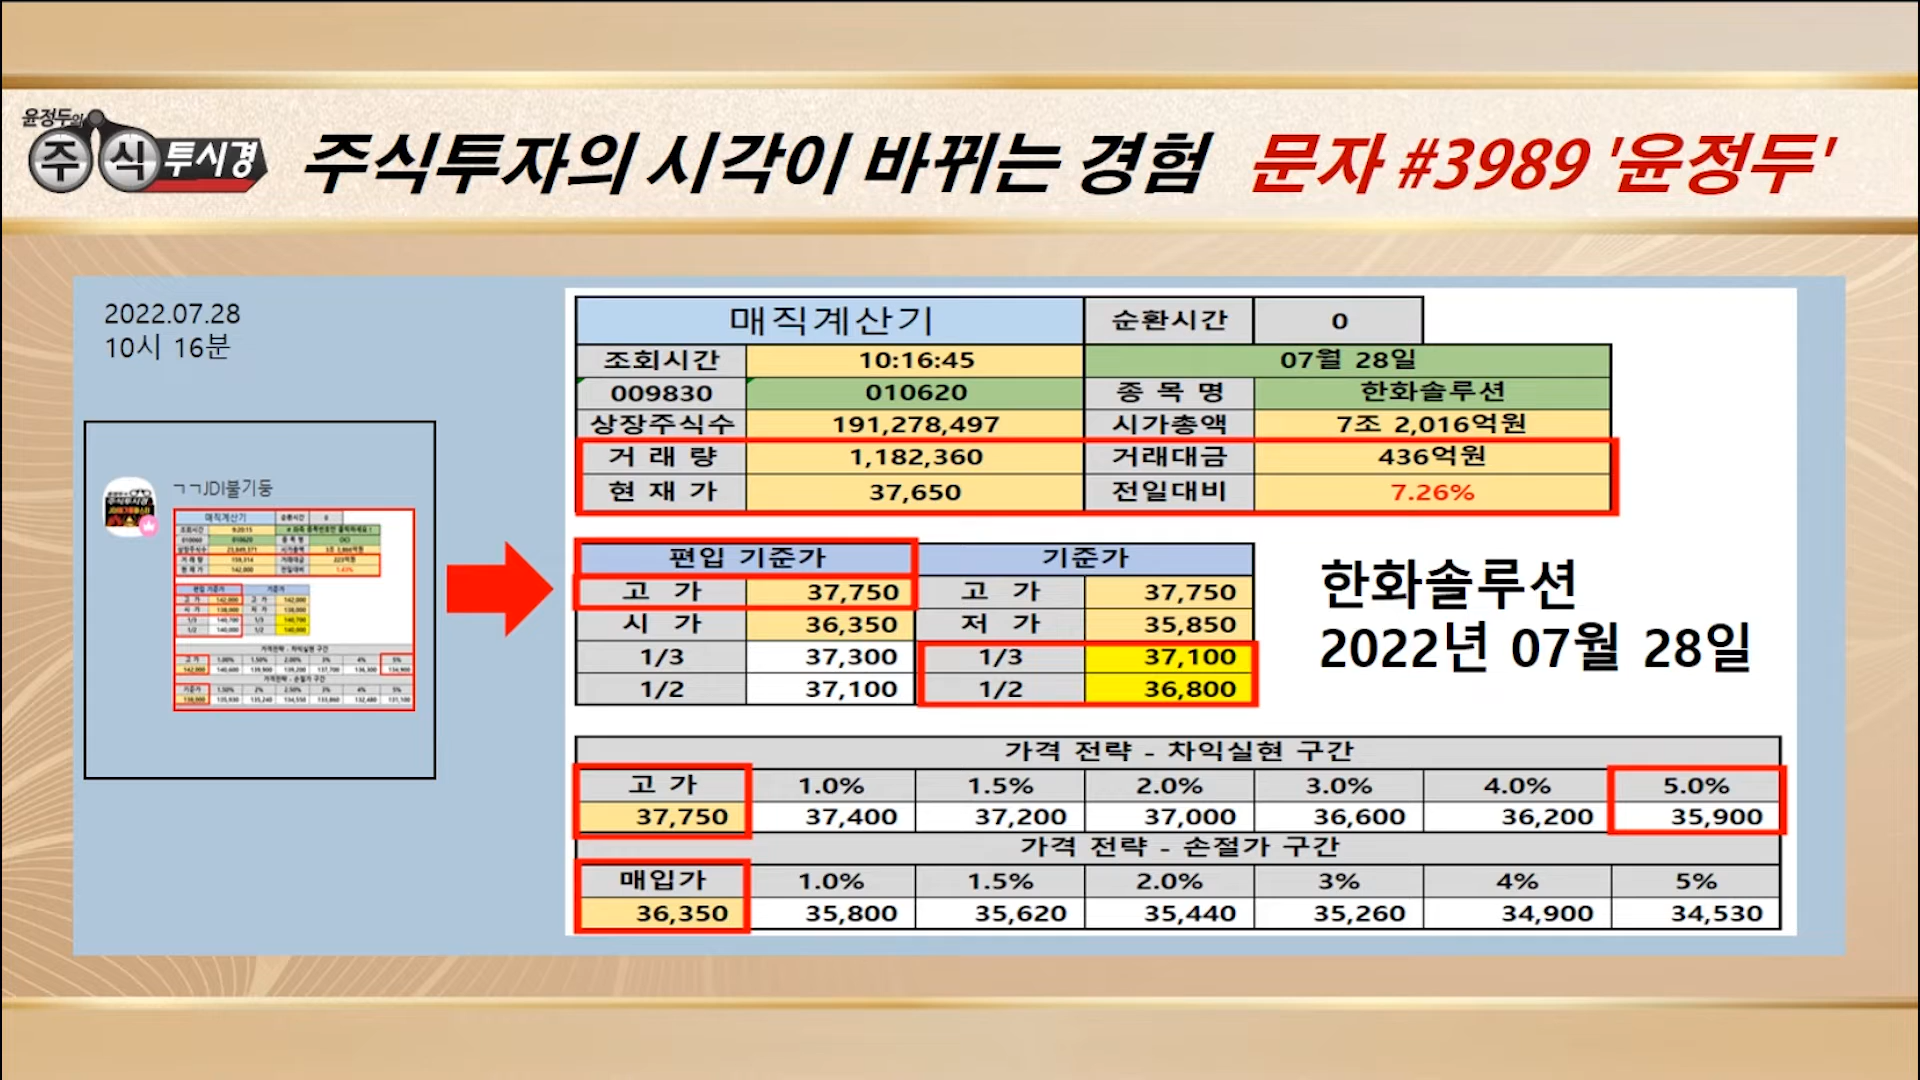 윤정두의
주식투시경
주식투자의 시각이 바뀌는 경험 문자 #3989 '윤정두'
2022.07.28
10시 16분
ㄱㄱJDI불기둥
매직계산기 순환시간 0
조회시간 10:16:45 07월 28일
009830 010620 종 목 명 한화솔루션
상장주식수 191,278,497 시가총액 7조 2,016억원
거 래 량 1,182,360 거래대금 436억원
현 재 가 37,650 전일대비 7.26%
편입 기준가 기준가
고 가 37,750 고 가 37,750
시 가 36,350 저 가 35,850
1/3 37,300 1/3 37,100
1/2 37,100 1/2 36,800
한화솔루션
2022년 07월 28일
가격 전략 - 차익실현 구간
고 가 1.0% 1.5% 2.0% 3.0% 4.0% 5.0%
37,750 37,400 37,200 37,000 36,600 36,200 35,900
가격 전략 - 손절가 구간
매입가 1.0% 1.5% 2.0% 3% 4% 5%
36,350 35,800 35,620 35,440 35,260 34,900 34,530